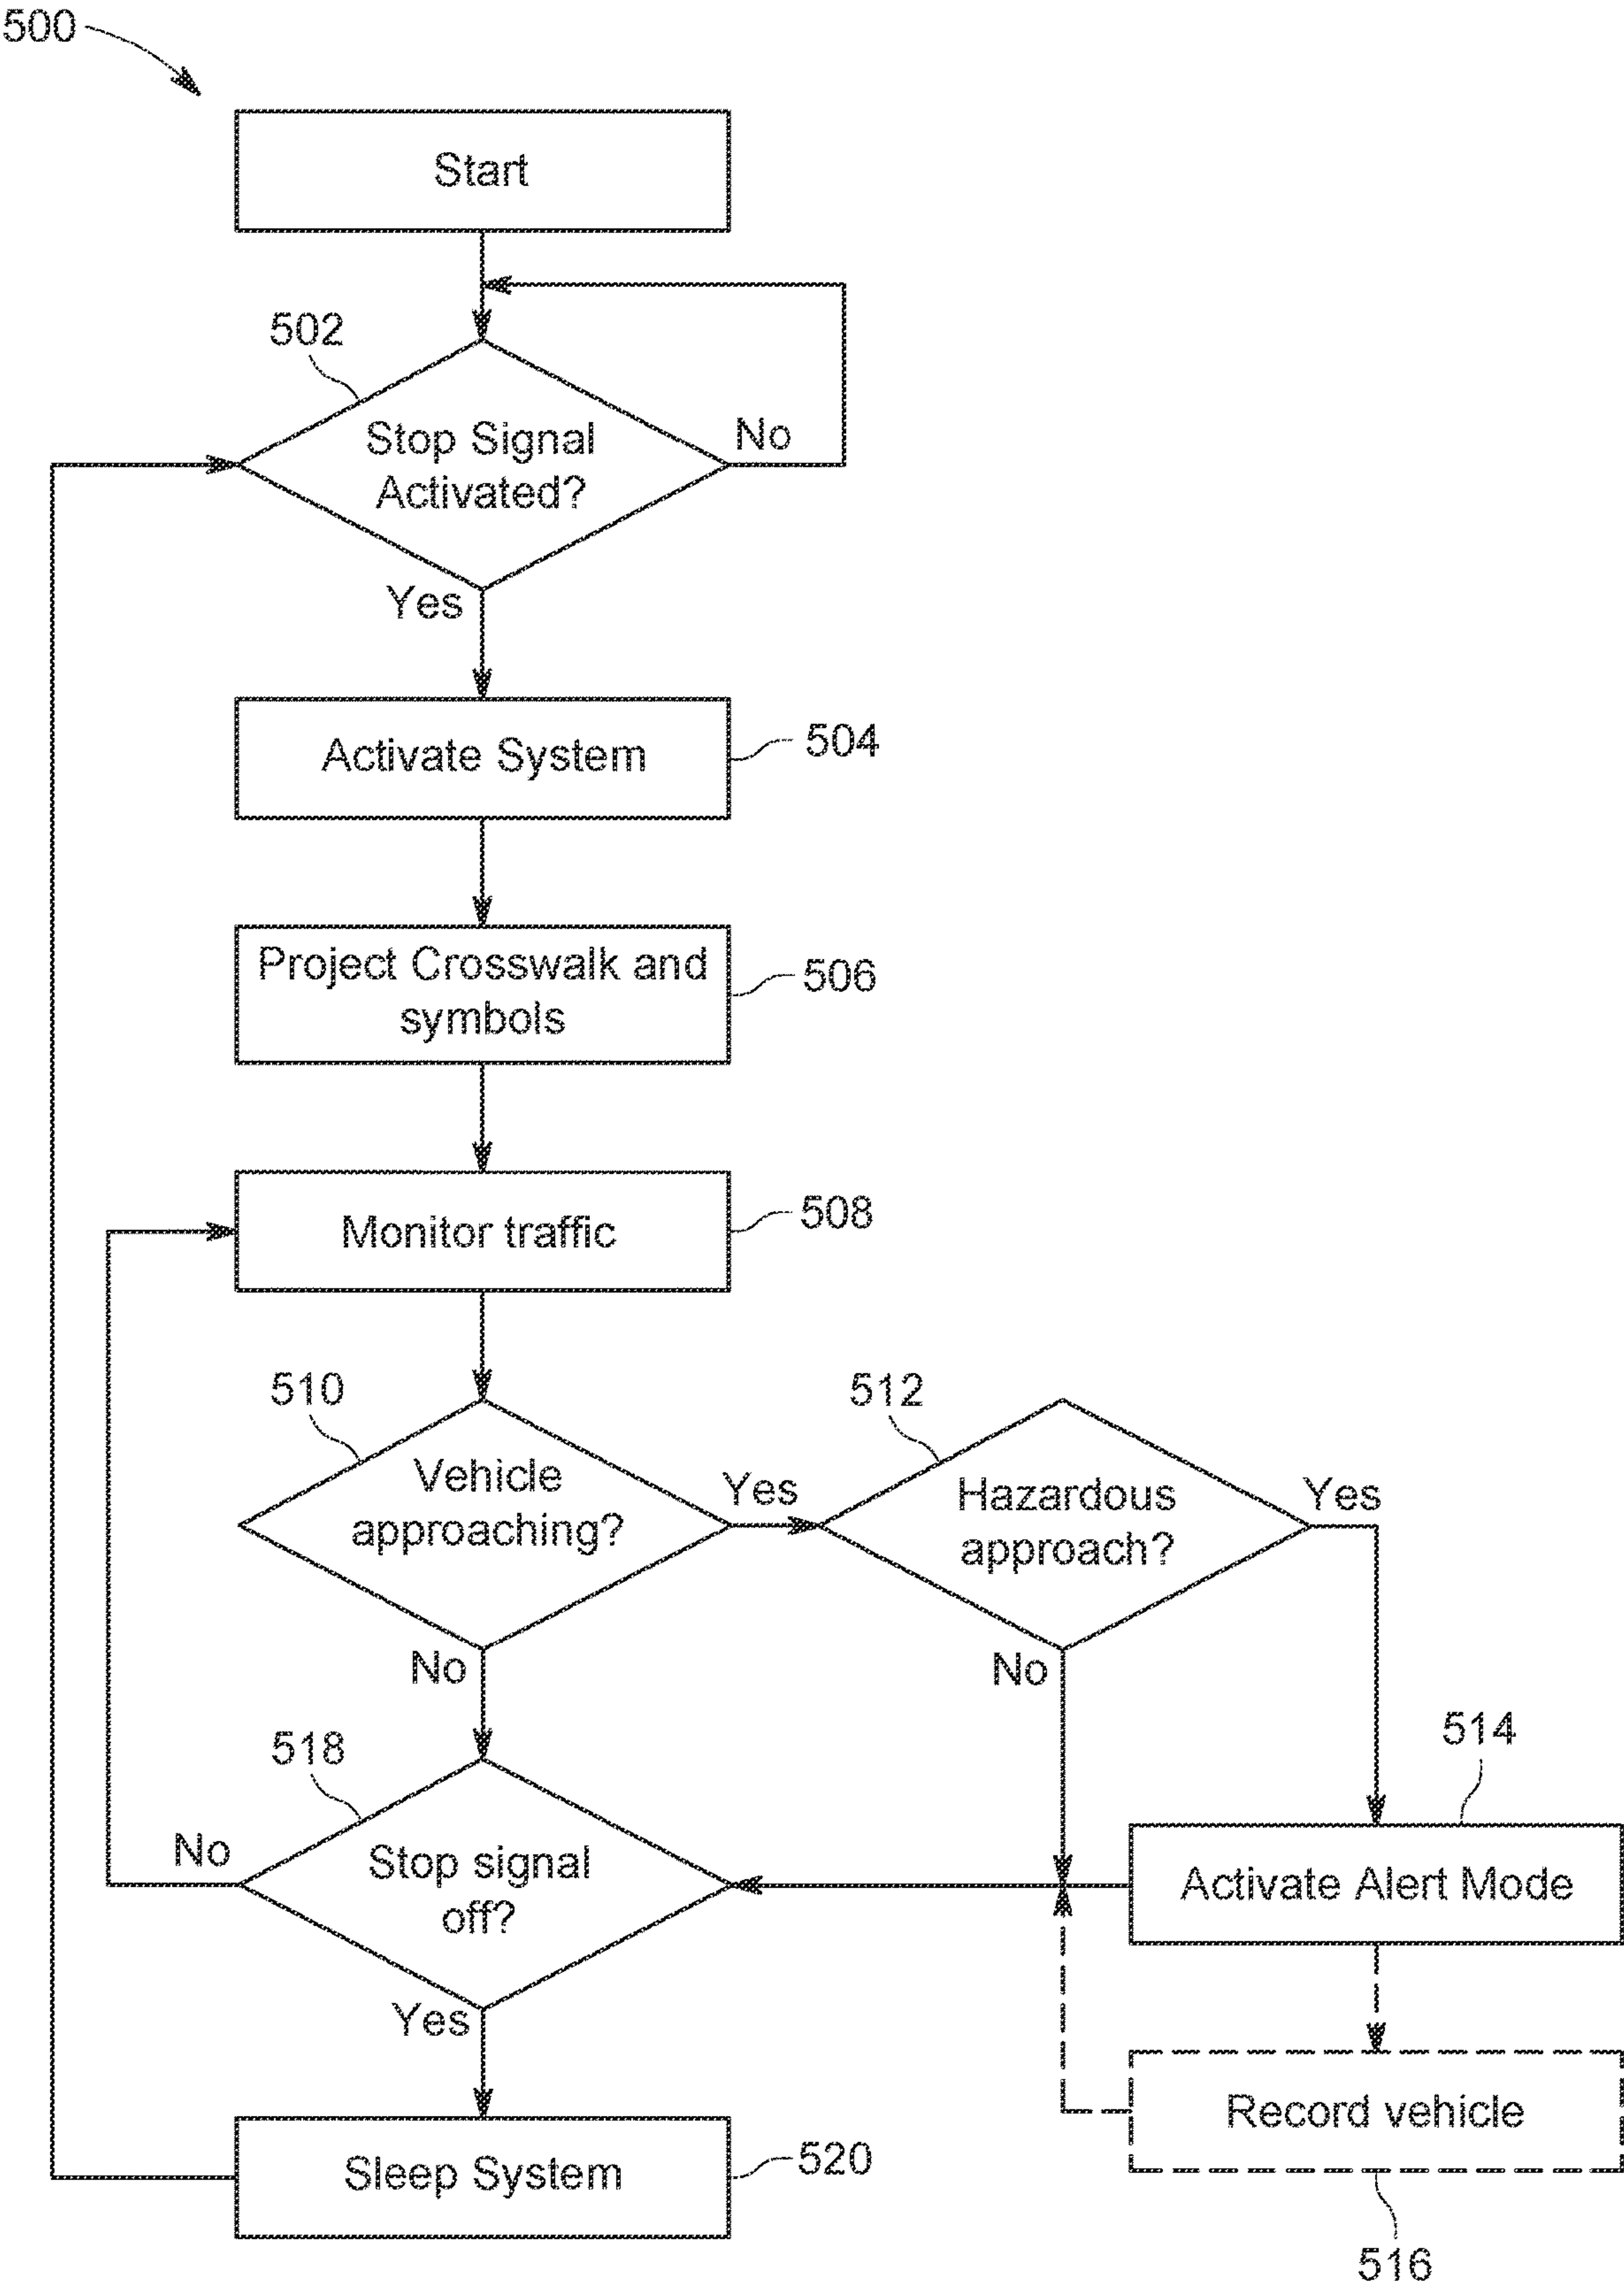 500
Start
502
Stop Signal
Activated?
No
Yes
Activate System
504
Project Crosswalk and
symbols
506
Monitor traffic
508
510
Vehicle
approaching?
Yes
No
512
Hazardous
approach?
Yes
No
514
Activate Alert Mode
518
Stop signal
off?
No
Yes
Record vehicle
516
Sleep System
520